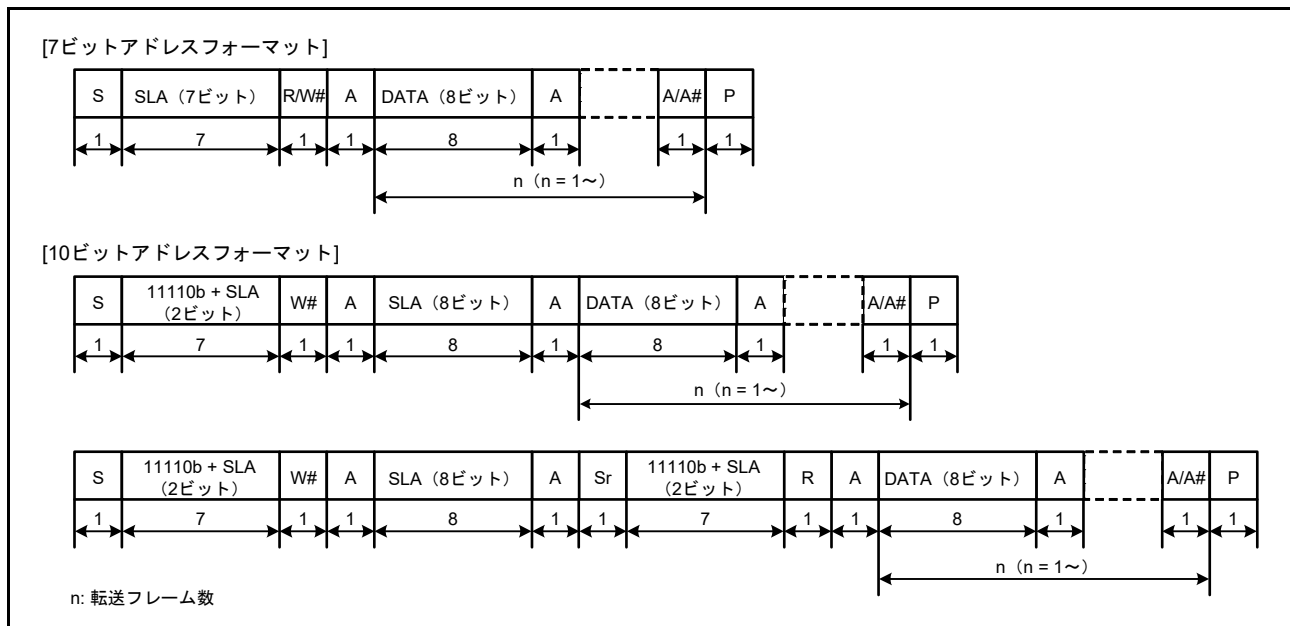 [7ビットアドレスフォーマット]
S SLA（7ビット） R/W# A DATA（8ビット） A A/A# P
1 7 1 1 8 1 1 1
n（n = 1～）
[10ビットアドレスフォーマット]
S 11110b + SLA（2ビット） W# A SLA（8ビット） A DATA（8ビット） A A/A# P
1 7 1 1 8 1 8 1 1 1
n（n = 1～）
S 11110b + SLA（2ビット） W# A SLA（8ビット） A Sr 11110b + SLA（2ビット） R A DATA（8ビット） A A/A# P
1 7 1 1 8 1 1 7 1 1 8 1 1 1
n（n = 1～）
n: 転送フレーム数